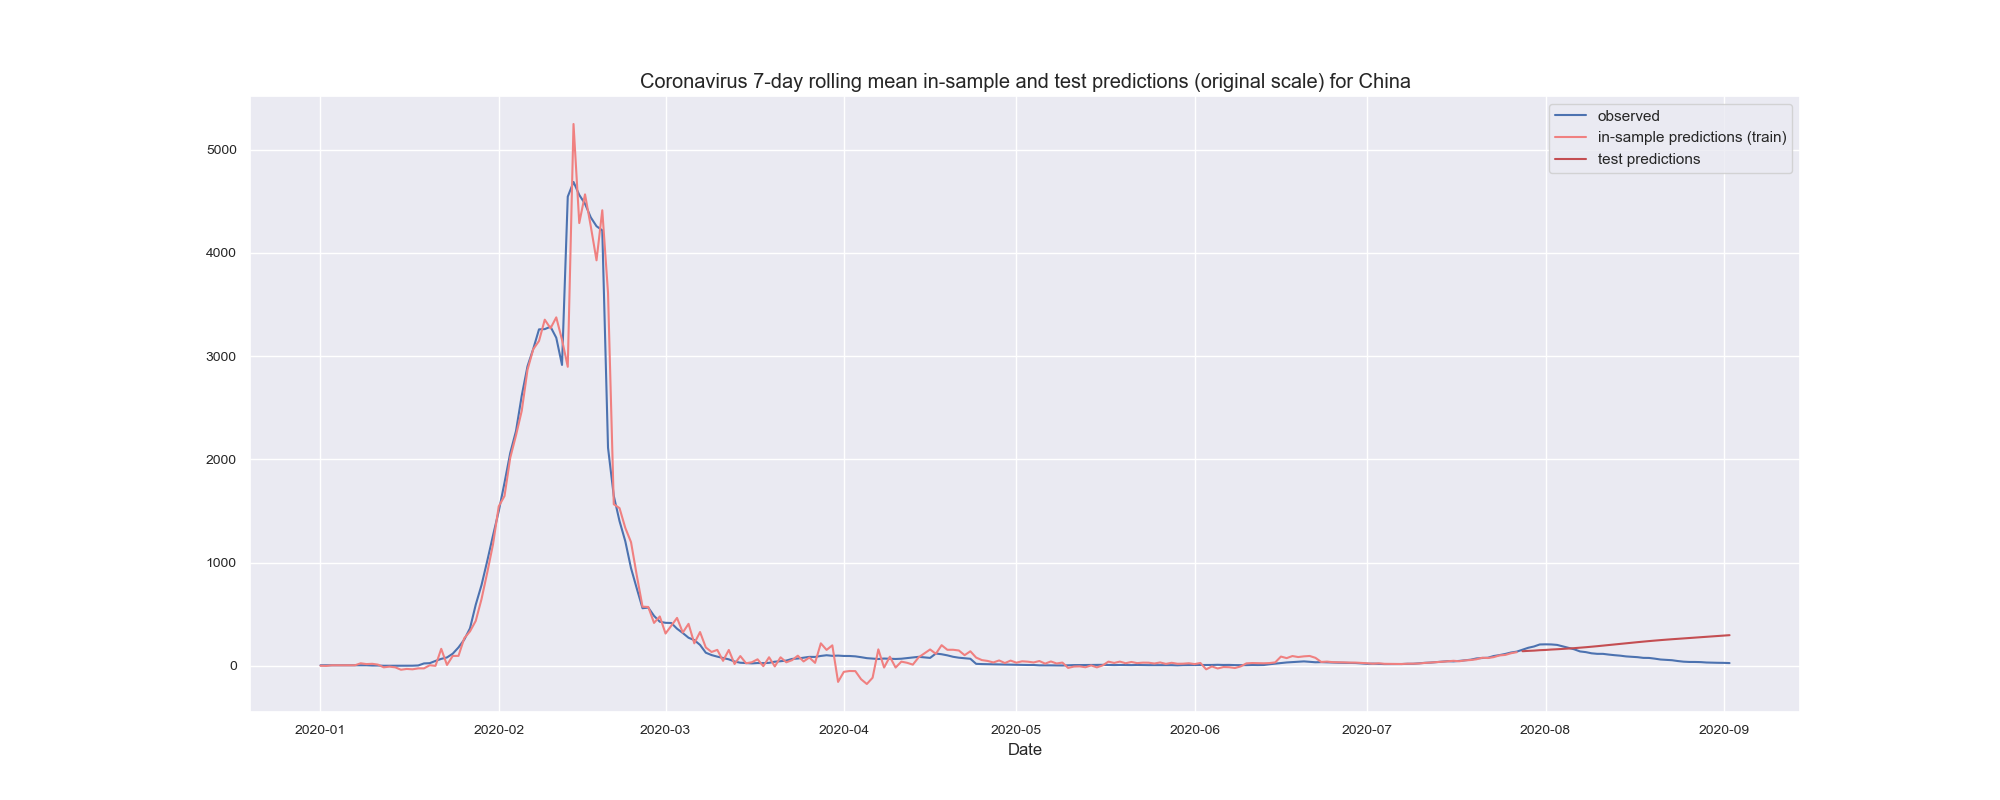 Coronavirus 7-day rolling mean in-sample and test predictions (original scale) for China
observed
in-sample predictions (train)
test predictions
5000
4000
3000
2000
1000
0
2020-01 2020-02 2020-03 2020-04 2020-05 2020-06 2020-07 2020-08 2020-09
Date